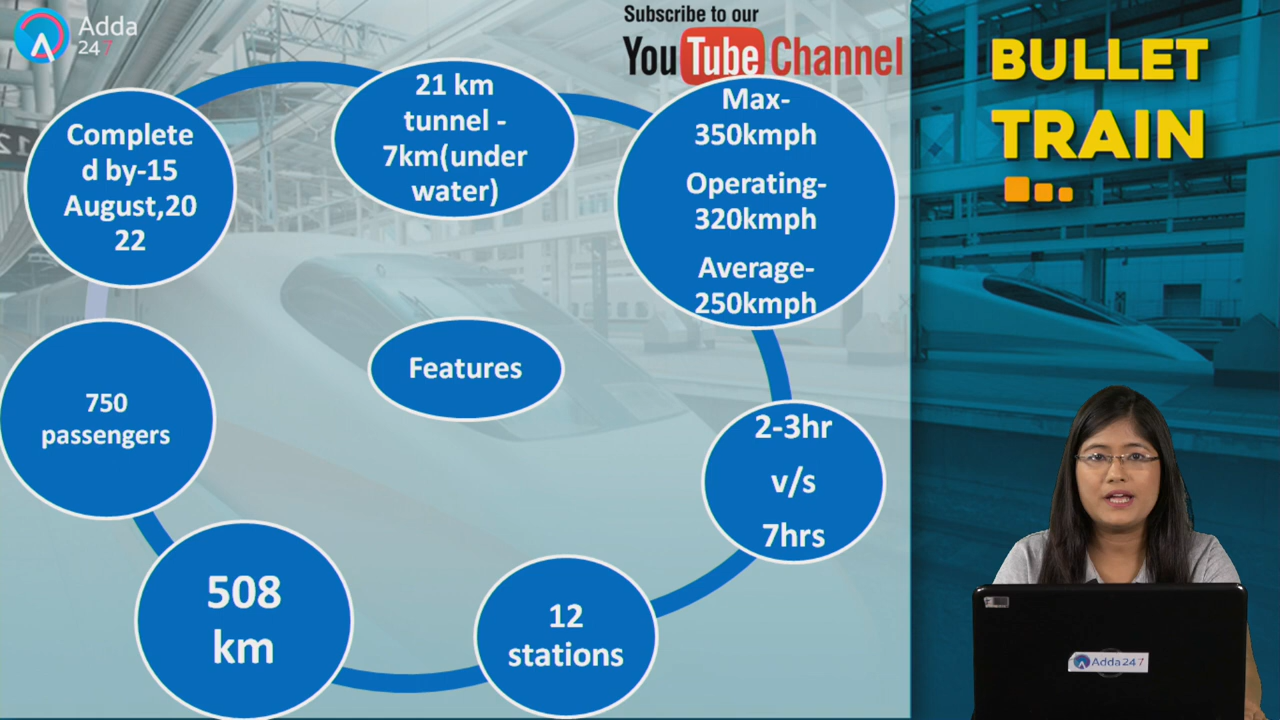 Adda
247
Subscribe to our
YouTube Channel
BULLET
TRAIN
Complete
d by-15
August,20
22
21 km
tunnel -
7km(under
water)
Max-
350kmph
Operating-
320kmph
Average-
250kmph
Features
750
passengers
2-3hr
v/s
7hrs
508
km
12
stations
Adda247